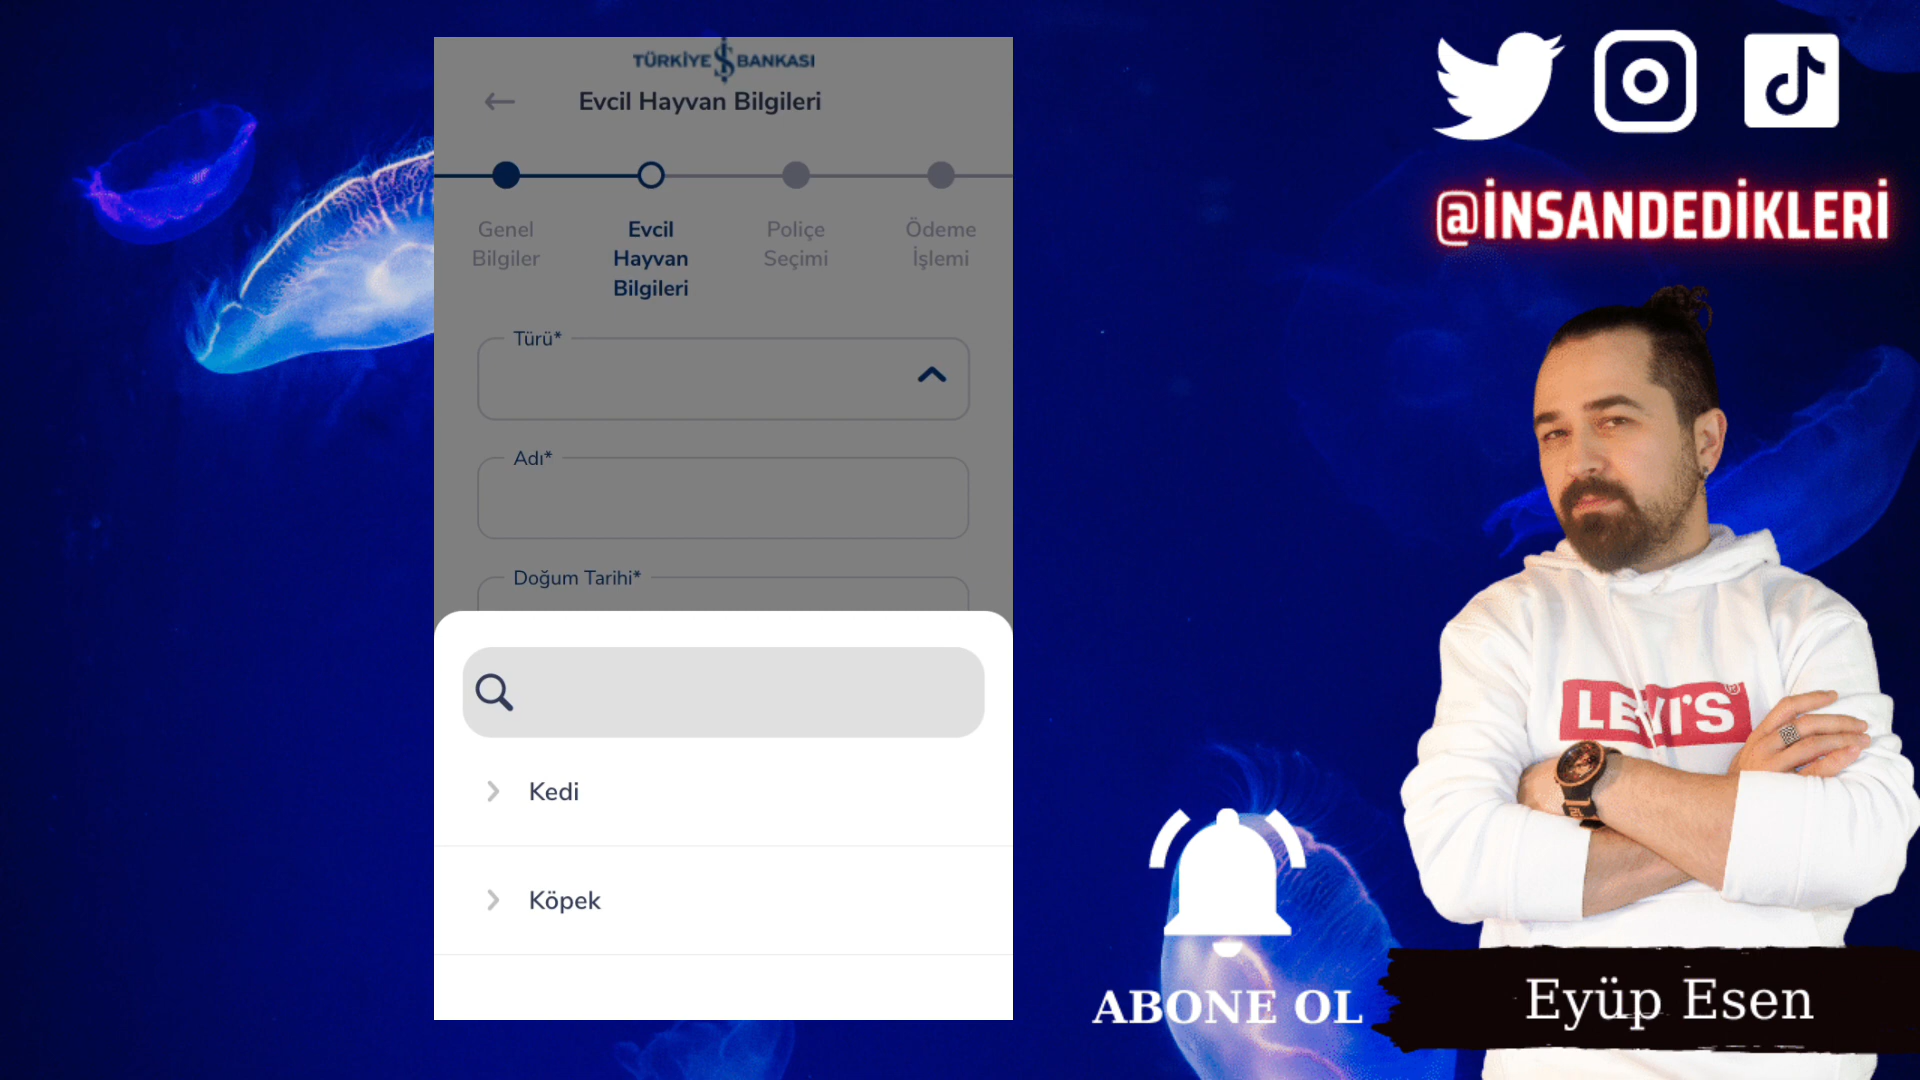 TÜRKİYE İŞ BANKASI
Evcil Hayvan Bilgileri
Genel
Bilgiler
Evcil
Hayvan
Bilgileri
Poliçe
Seçimi
Ödeme
İşlemi
Türü*
Adı*
Doğum Tarihi*
Kedi
Köpek
@İNSANDEDİKLERİ
LEVI'S®
ABONE OL
Eyüp Esen